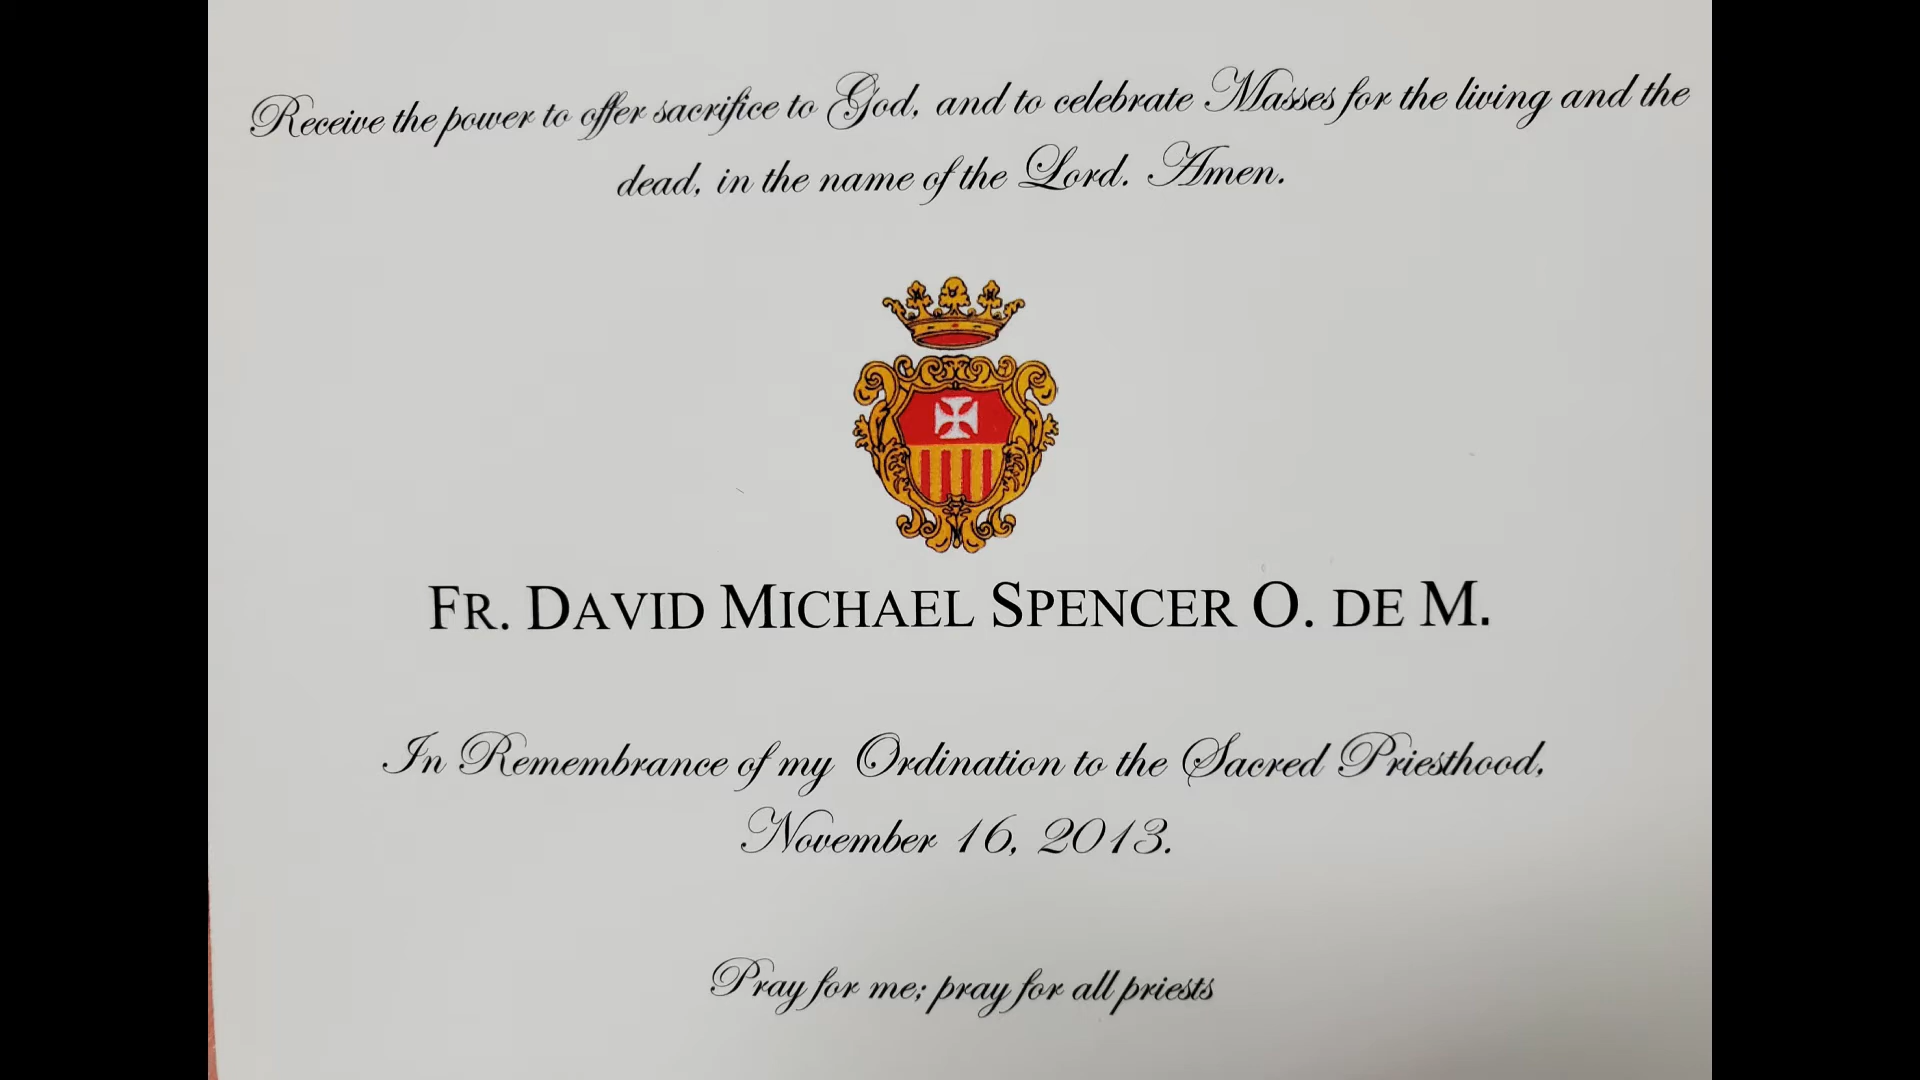 Receive the power to offer sacrifice to God, and to celebrate Masses for the living and the
dead, in the name of the Lord. Amen.
FR. DAVID MICHAEL SPENCER O. DE M.
In Remembrance of my Ordination to the Sacred Priesthood,
November 16, 2013.
Pray for me; pray for all priests